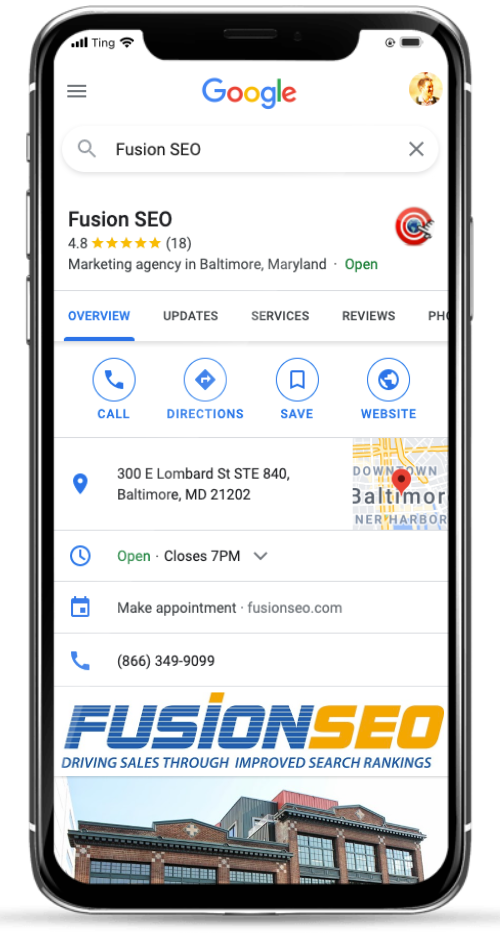 Ting
Google
Fusion SEO
Fusion SEO
4.8 (18)
Marketing agency in Baltimore, Maryland · Open
OVERVIEW UPDATES SERVICES REVIEWS PHO
CALL DIRECTIONS SAVE WEBSITE
300 E Lombard St STE 840,
Baltimore, MD 21202
DOWNTOWN
Baltimor
NER HARBOR
Open · Closes 7PM
Make appointment · fusionseo.com
(866) 349-9099
FUSIONSEO
DRIVING SALES THROUGH IMPROVED SEARCH RANKINGS